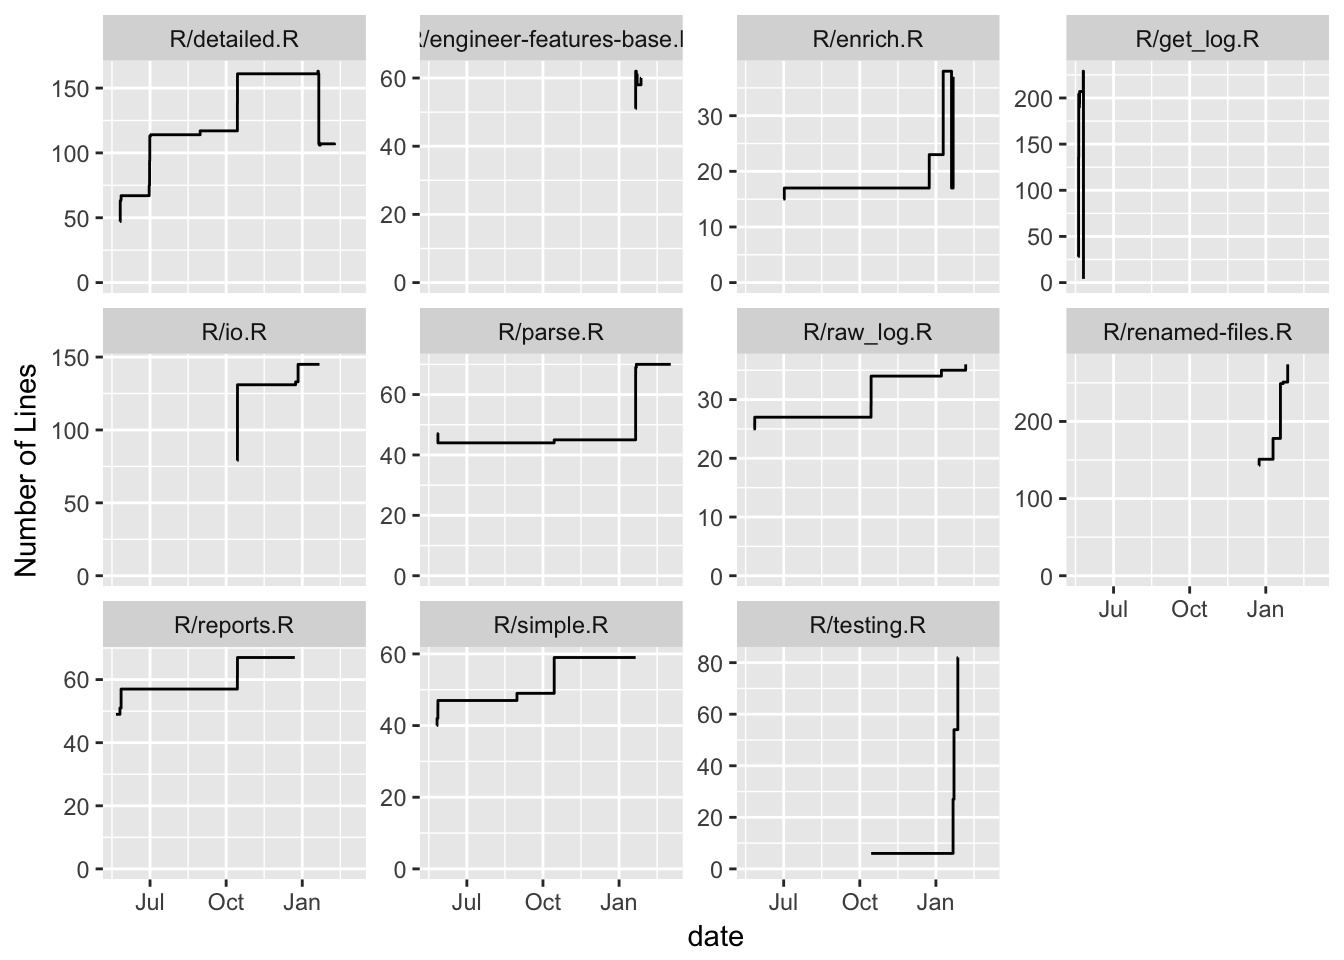 R/detailed.R
R/engineer-features-base.R
R/enrich.R
R/get_log.R
150
100
50
0
60
40
20
0
30
20
10
0
200
150
100
50
0
R/io.R
R/parse.R
R/raw_log.R
R/renamed-files.R
150
100
50
0
60
40
20
0
30
20
10
0
200
100
0
Jul Oct Jan
R/reports.R
R/simple.R
R/testing.R
60
40
20
0
60
40
20
0
80
60
40
20
0
Jul Oct Jan
Jul Oct Jan
Jul Oct Jan
Number of Lines
date